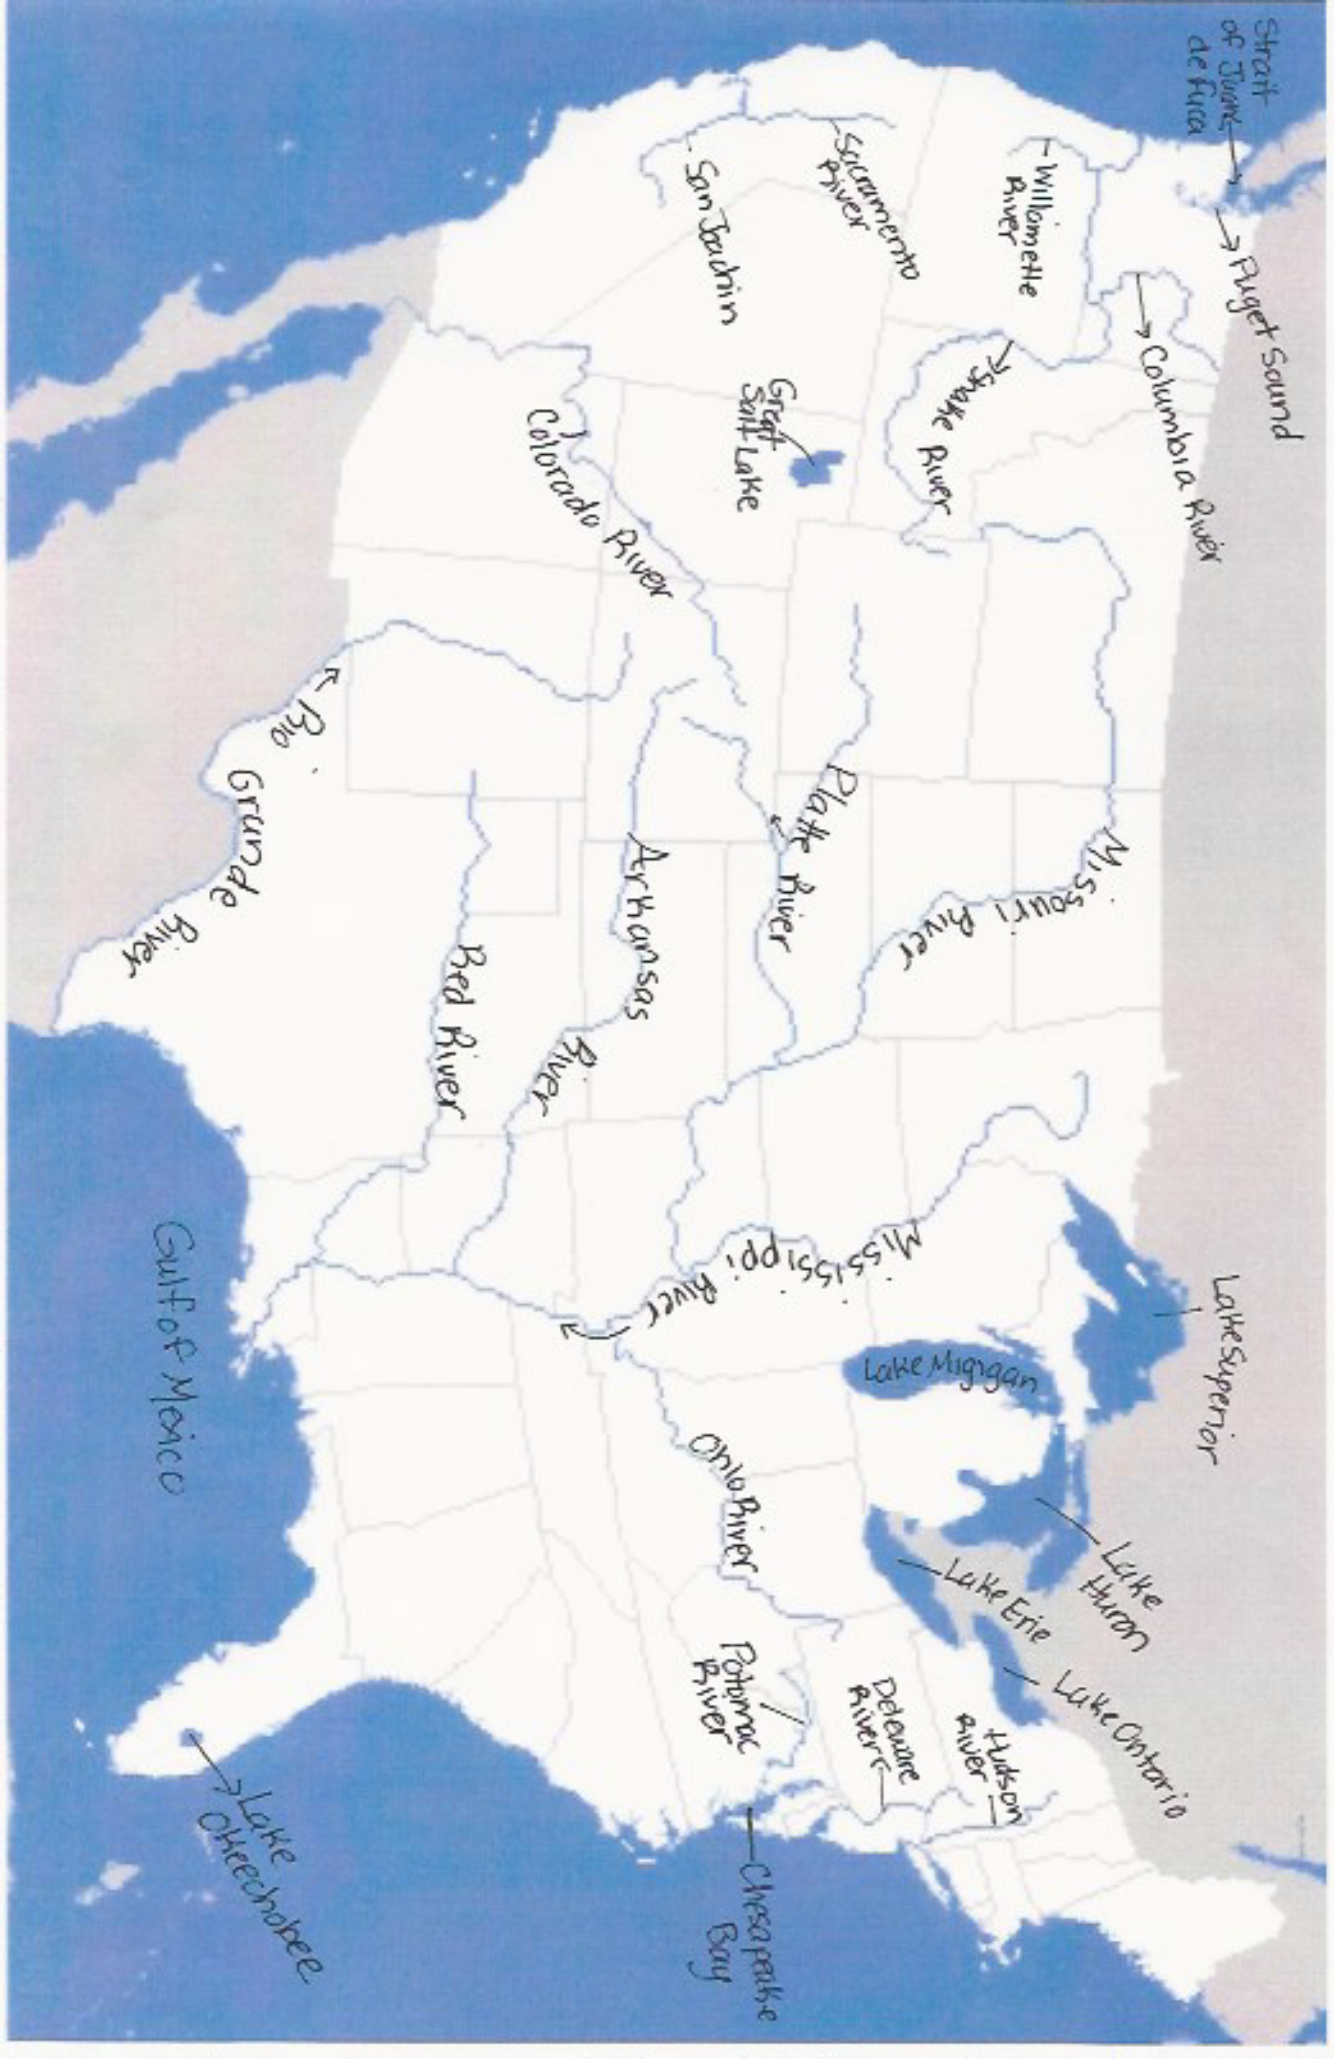 Strait
of Juane
de Fuca
Puget Sound
Columbia River
Willamette
River
Snake River
Sacramento
River
San Joachin
Great
Salt Lake
Colorado River
Missouri River
Platte River
Arkansas River
Red River
Rio Grande River
Mississippi River
Ohio River
Lake Superior
Lake Migigan
Lake
Huron
Lake Erie
Lake Ontario
Hudson
River
Deleware
River
Potomac
River
Chesapeake
Bay
Gulf of Mexico
Lake
Okeechobee